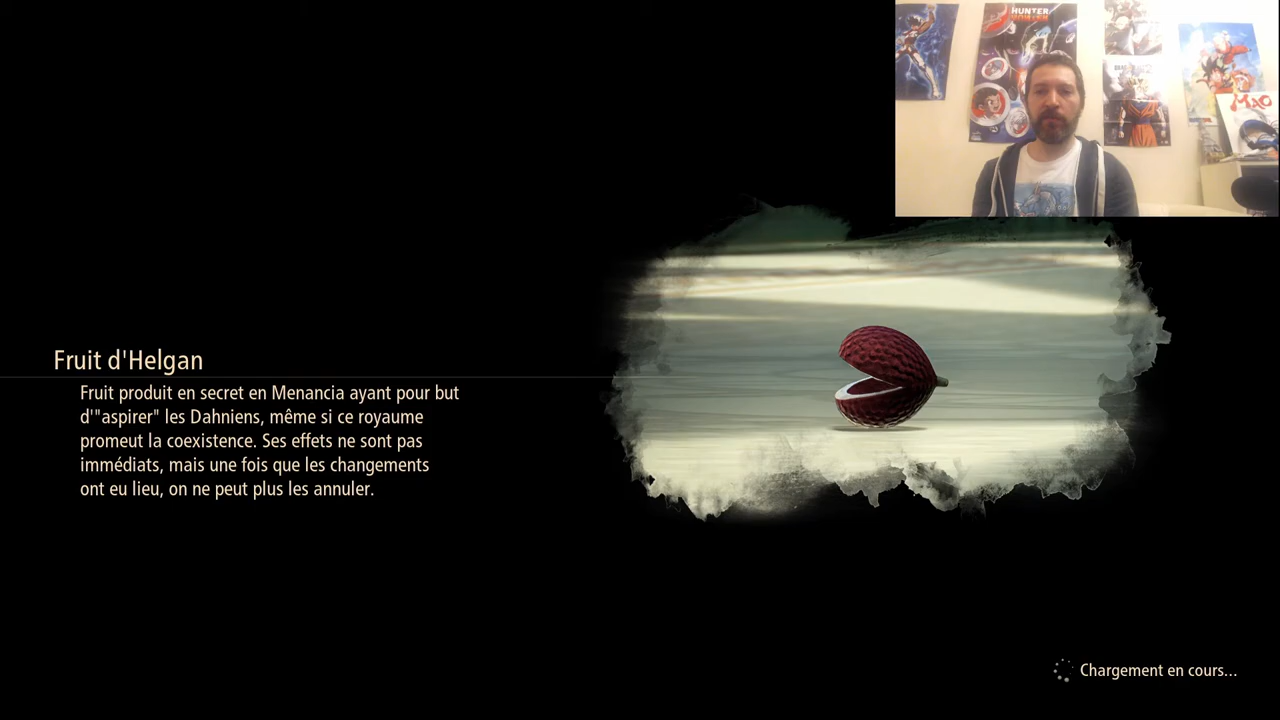 HUNTER
HUNTER
MAO
Fruit d'Helgan
Fruit produit en secret en Menancia ayant pour but
d'"aspirer" les Dahniens, même si ce royaume
promeut la coexistence. Ses effets ne sont pas
immédiats, mais une fois que les changements
ont eu lieu, on ne peut plus les annuler.
Chargement en cours...